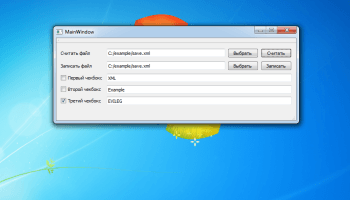 MainWindow
Считать файл C:/example/save.xml Выбрать Считать
Записать файл C:/example/save.xml Выбрать Записать
Первый чекбокс XML
Второй чекбокс Example
Третий чекбокс EVILEG